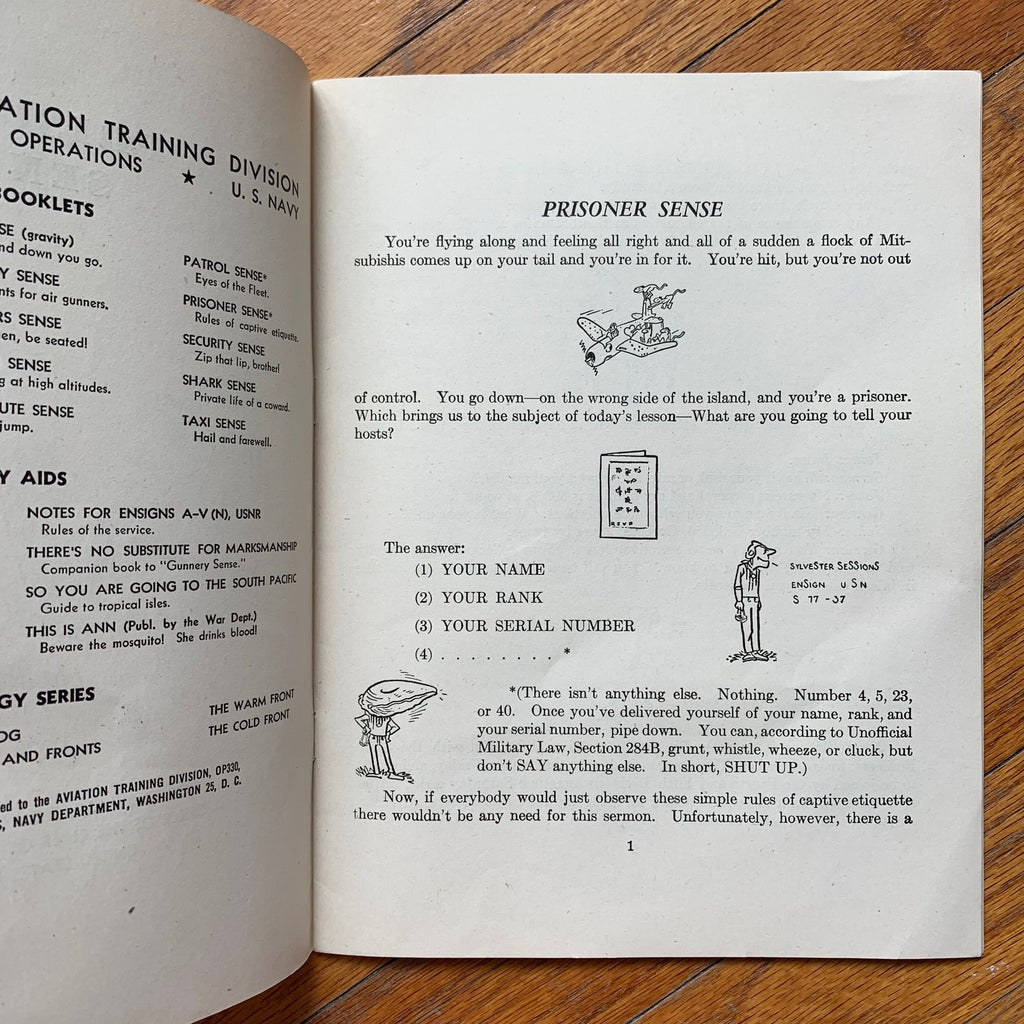 ATION TRAINING DIVISION
OPERATIONS ★ U. S. NAVY
BOOKLETS
SE (gravity)
nd down you go.
Y SENSE
nts for air gunners.
RS SENSE
en, be seated!
SENSE
g at high altitudes.
UTE SENSE
jump.
PATROL SENSE*
Eyes of the Fleet.
PRISONER SENSE*
Rules of captive etiquette.
SECURITY SENSE
Zip that lip, brother!
SHARK SENSE
Private life of a coward.
TAXI SENSE
Hail and farewell.
Y AIDS
NOTES FOR ENSIGNS A-V (N), USNR
Rules of the service.
THERE'S NO SUBSTITUTE FOR MARKSMANSHIP
Companion book to "Gunnery Sense."
SO YOU ARE GOING TO THE SOUTH PACIFIC
Guide to tropical isles.
THIS IS ANN (Publ. by the War Dept.)
Beware the mosquito! She drinks blood!
GY SERIES
OG
AND FRONTS
THE WARM FRONT
THE COLD FRONT
ed to the AVIATION TRAINING DIVISION, OP330,
S, NAVY DEPARTMENT, WASHINGTON 25, D. C.
PRISONER SENSE
You're flying along and feeling all right and all of a sudden a flock of Mit-
subishis comes up on your tail and you're in for it. You're hit, but you're not out
of control. You go down—on the wrong side of the island, and you're a prisoner.
Which brings us to the subject of today's lesson—What are you going to tell your
hosts?
RSVP
The answer:
(1) YOUR NAME
(2) YOUR RANK
(3) YOUR SERIAL NUMBER
(4) . . . . . . . . . *
SYLVESTER SESSIONS
ENSIGN U S N
S 77 - 37
*(There isn't anything else. Nothing. Number 4, 5, 23,
or 40. Once you've delivered yourself of your name, rank, and
your serial number, pipe down. You can, according to Unofficial
Military Law, Section 284B, grunt, whistle, wheeze, or cluck, but
don't SAY anything else. In short, SHUT UP.)
Now, if everybody would just observe these simple rules of captive etiquette
there wouldn't be any need for this sermon. Unfortunately, however, there is a
1